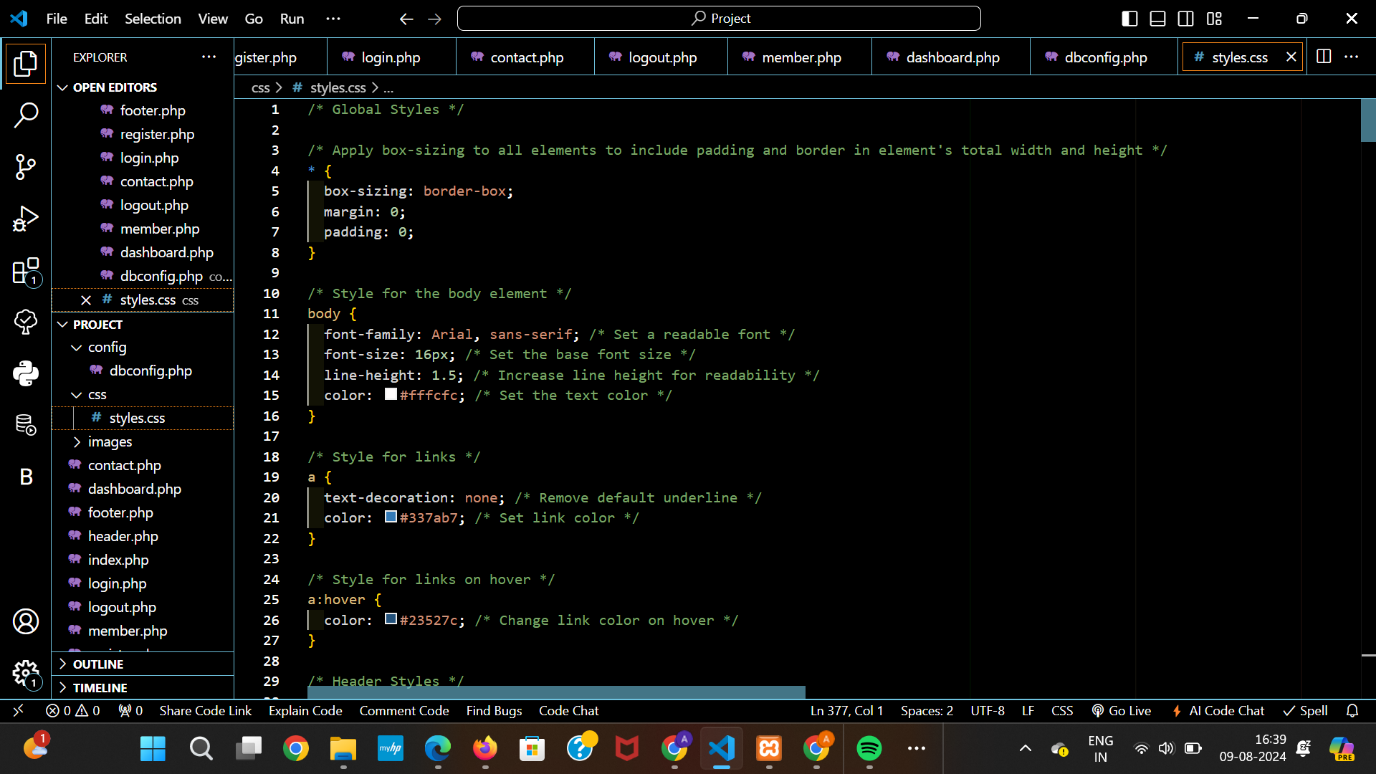 File Edit Selection View Go Run ...
Project
EXPLORER
gister.php login.php contact.php logout.php member.php dashboard.php dbconfig.php # styles.css
css > # styles.css > ...
OPEN EDITORS
footer.php
register.php
login.php
contact.php
logout.php
member.php
dashboard.php
dbconfig.php co...
# styles.css css
PROJECT
config
dbconfig.php
css
# styles.css
images
contact.php
dashboard.php
footer.php
header.php
index.php
login.php
logout.php
member.php
OUTLINE
TIMELINE
1 /* Global Styles */
2
3 /* Apply box-sizing to all elements to include padding and border in element's total width and height */
4 * {
5 box-sizing: border-box;
6 margin: 0;
7 padding: 0;
8 }
9
10 /* Style for the body element */
11 body {
12 font-family: Arial, sans-serif; /* Set a readable font */
13 font-size: 16px; /* Set the base font size */
14 line-height: 1.5; /* Increase line height for readability */
15 color: #fffcfc; /* Set the text color */
16 }
17
18 /* Style for links */
19 a {
20 text-decoration: none; /* Remove default underline */
21 color: #337ab7; /* Set link color */
22 }
23
24 /* Style for links on hover */
25 a:hover {
26 color: #23527c; /* Change link color on hover */
27 }
28
29 /* Header Styles */
1
B
1
0 0 0 Share Code Link Explain Code Comment Code Find Bugs Code Chat Ln 377, Col 1 Spaces: 2 UTF-8 LF CSS Go Live AI Code Chat Spell
1 myhp A A ENG 16:39 PRE
IN 09-08-2024